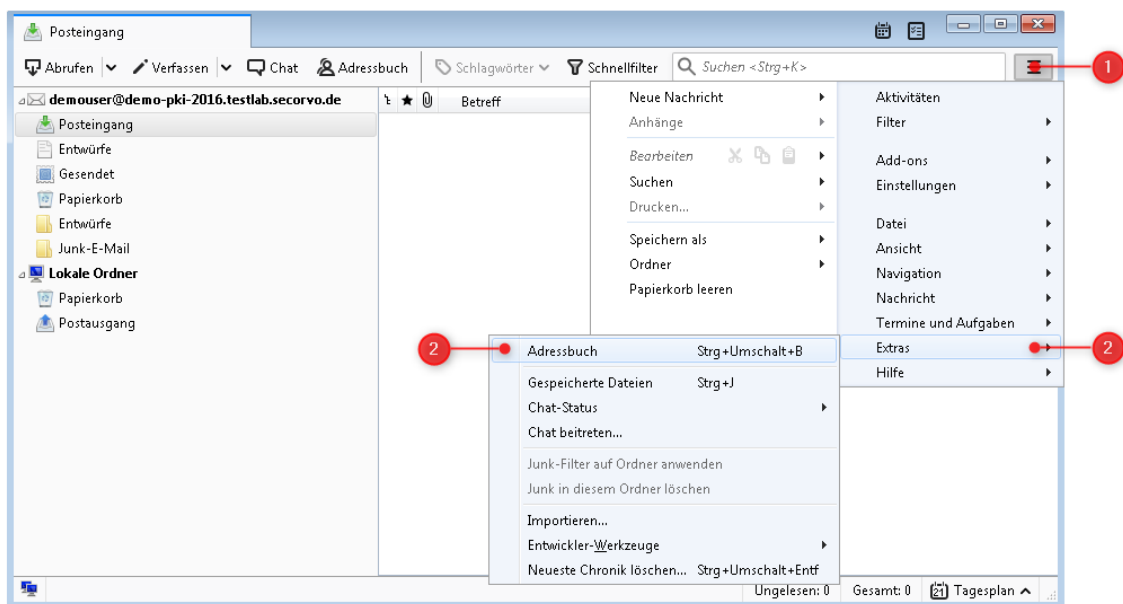 Posteingang
Abrufen Verfassen Chat Adressbuch Schlagwörter Schnellfilter Suchen <Strg+K>
1
demouser@demo-pki-2016.testlab.secorvo.de
Posteingang
Entwürfe
Gesendet
Papierkorb
Entwürfe
Junk-E-Mail
Lokale Ordner
Papierkorb
Postausgang
Betreff
Neue Nachricht
Anhänge
Bearbeiten
Suchen
Drucken...
Speichern als
Ordner
Papierkorb leeren
Aktivitäten
Filter
Add-ons
Einstellungen
Datei
Ansicht
Navigation
Nachricht
Termine und Aufgaben
Extras
2
Hilfe
2
Adressbuch Strg+Umschalt+B
Gespeicherte Dateien Strg+J
Chat-Status
Chat beitreten...
Junk-Filter auf Ordner anwenden
Junk in diesem Ordner löschen
Importieren...
Entwickler-Werkzeuge
Neueste Chronik löschen... Strg+Umschalt+Entf
Ungelesen: 0 Gesamt: 0 21 Tagesplan